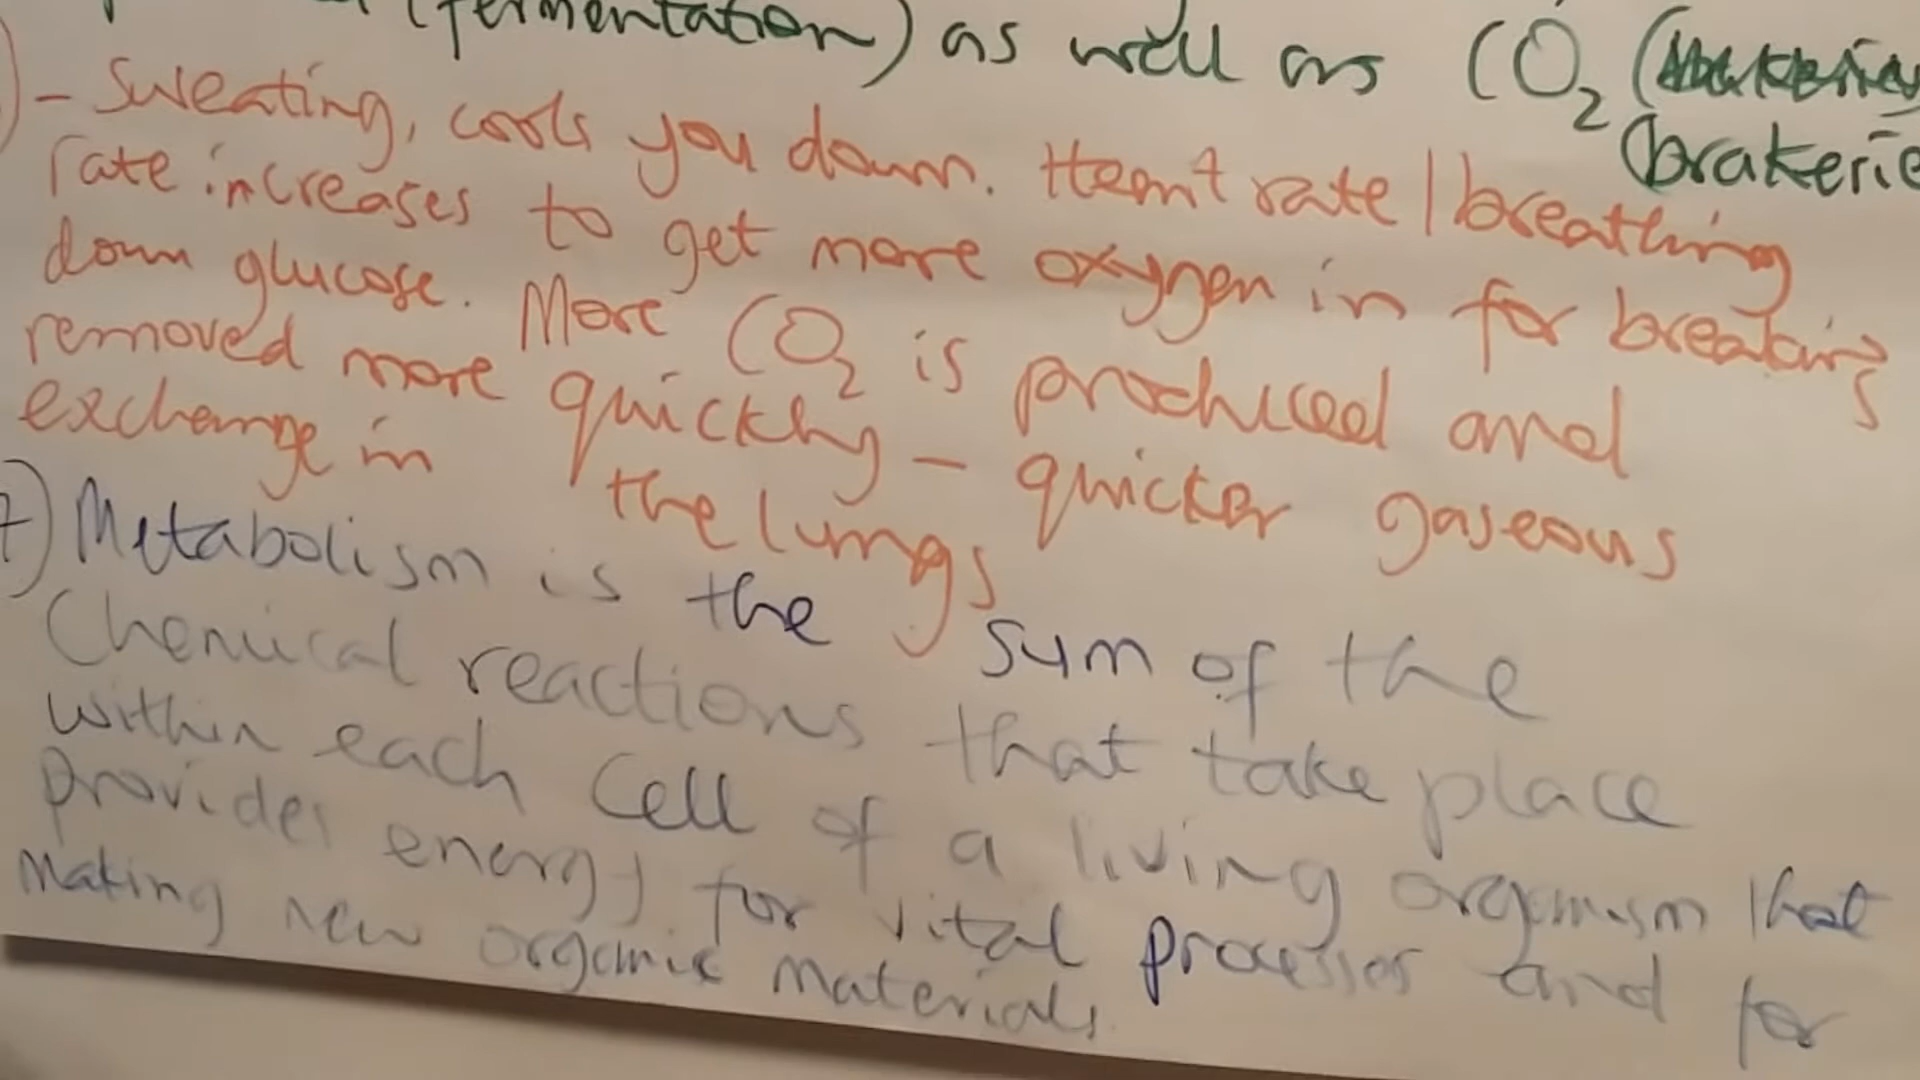 (fermentation) as well as CO2 (
(brakerie
) - Sweating, cools you down. Heart rate / breathing
rate increases to get more oxygen in for breaking
down glucose. More CO2 is produced and
removed more quickly - quicker gaseous
exchange in the lungs
7) Metabolism is the sum of the
Chemical reactions that take place
within each Cell of a living organism that
provides energy for vital processes and for
making new organic materials.